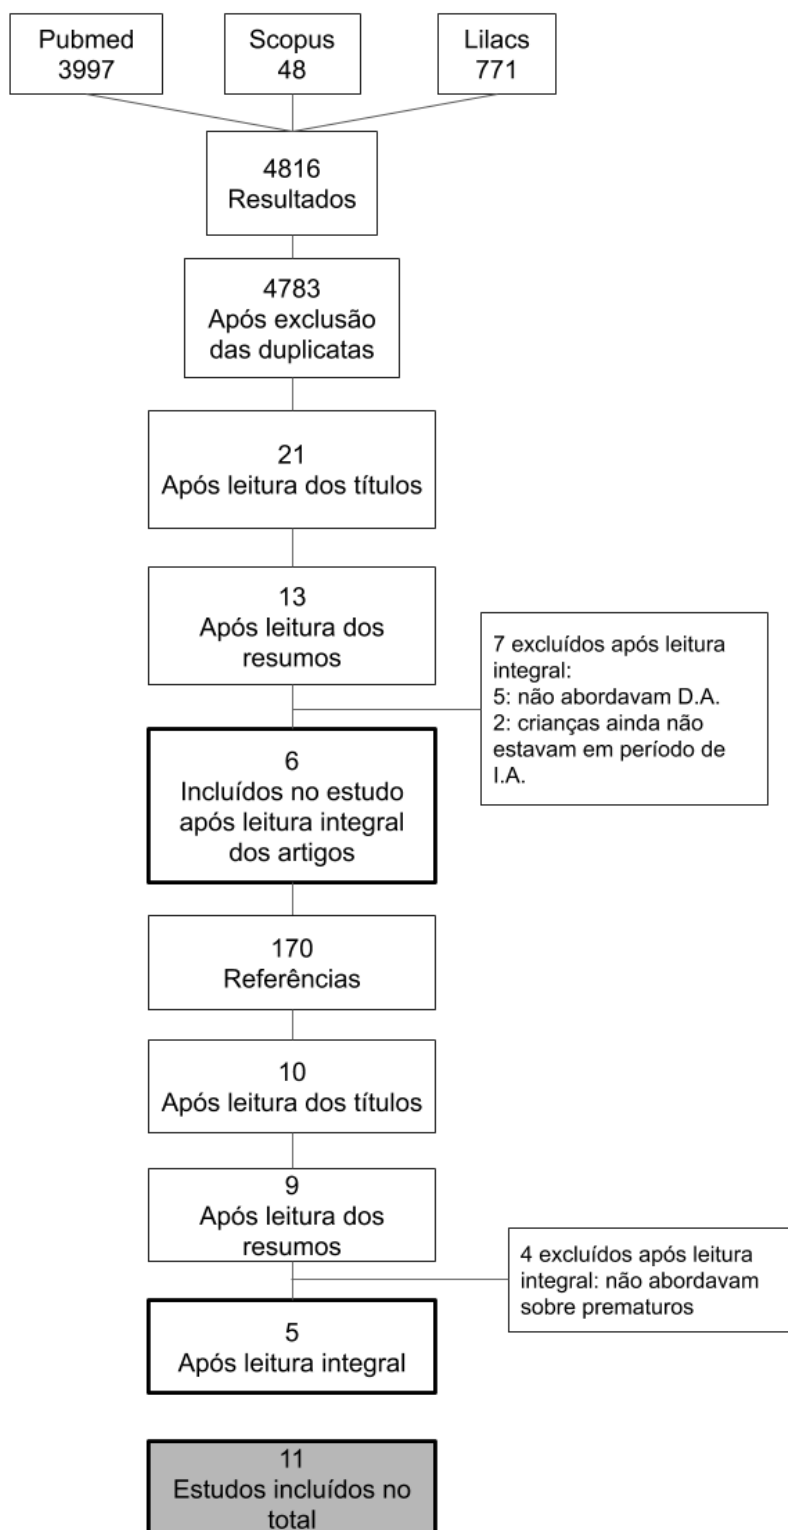 Pubmed
3997
Scopus
48
Lilacs
771
4816
Resultados
4783
Após exclusão
das duplicatas
21
Após leitura dos títulos
13
Após leitura dos
resumos
7 excluídos após leitura
integral:
5: não abordavam D.A.
2: crianças ainda não
estavam em período de
I.A.
6
Incluídos no estudo
após leitura integral
dos artigos
170
Referências
10
Após leitura dos títulos
9
Após leitura dos
resumos
4 excluídos após leitura
integral: não abordavam
sobre prematuros
5
Após leitura integral
11
Estudos incluídos no
total